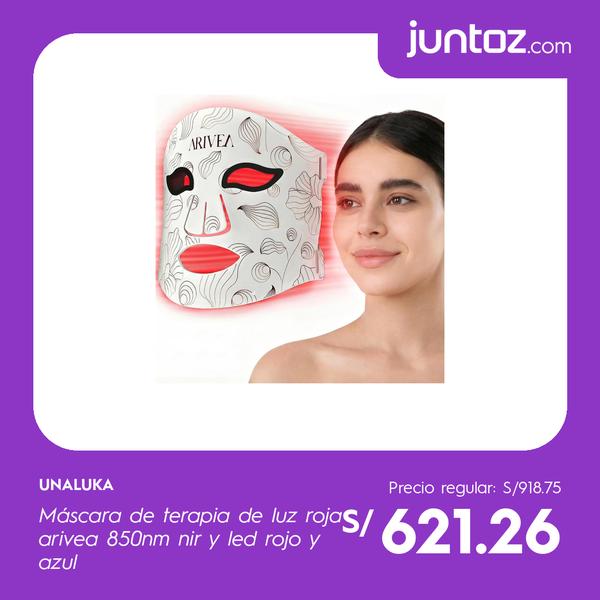 juntoz.com
ARIVEA
UNALUKA
Precio regular: S/918.75
Máscara de terapia de luz roja
arivea 850nm nir y led rojo y
azul
S/ 621.26